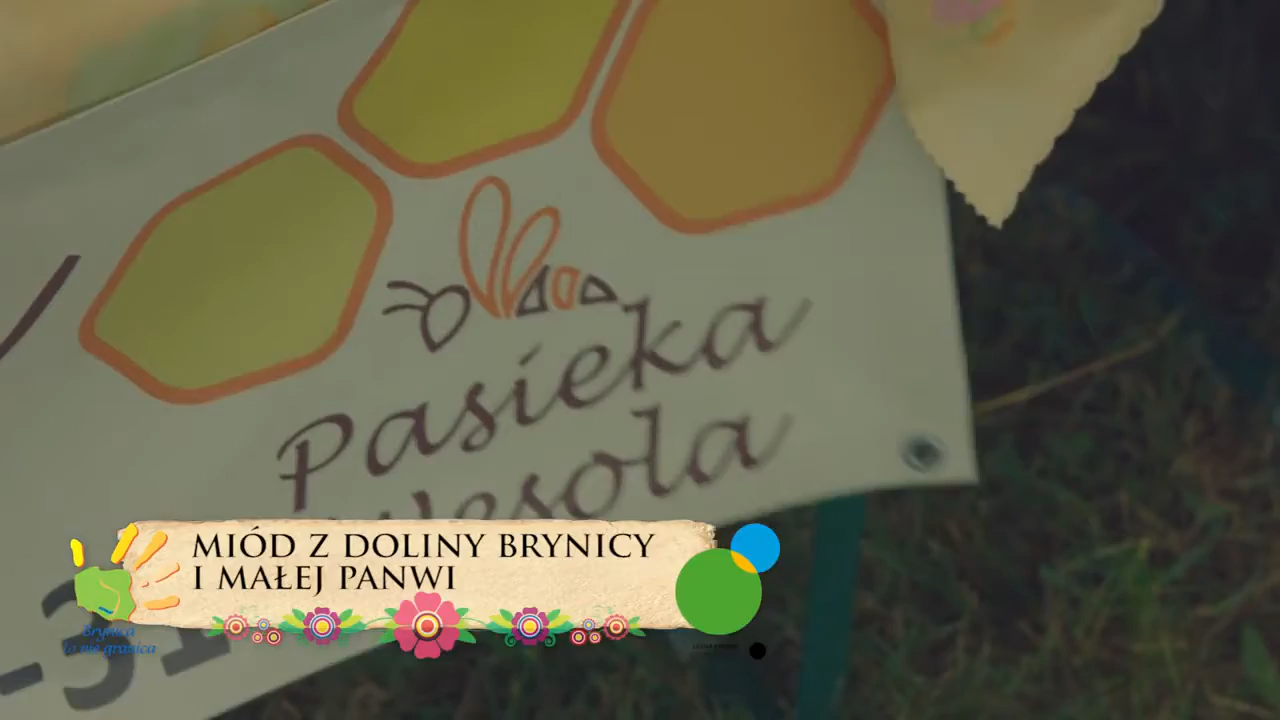 Pasieka
Wesoła
MIÓD Z DOLINY BRYNICY
I MAŁEJ PANWI
Brynica
to nie granica